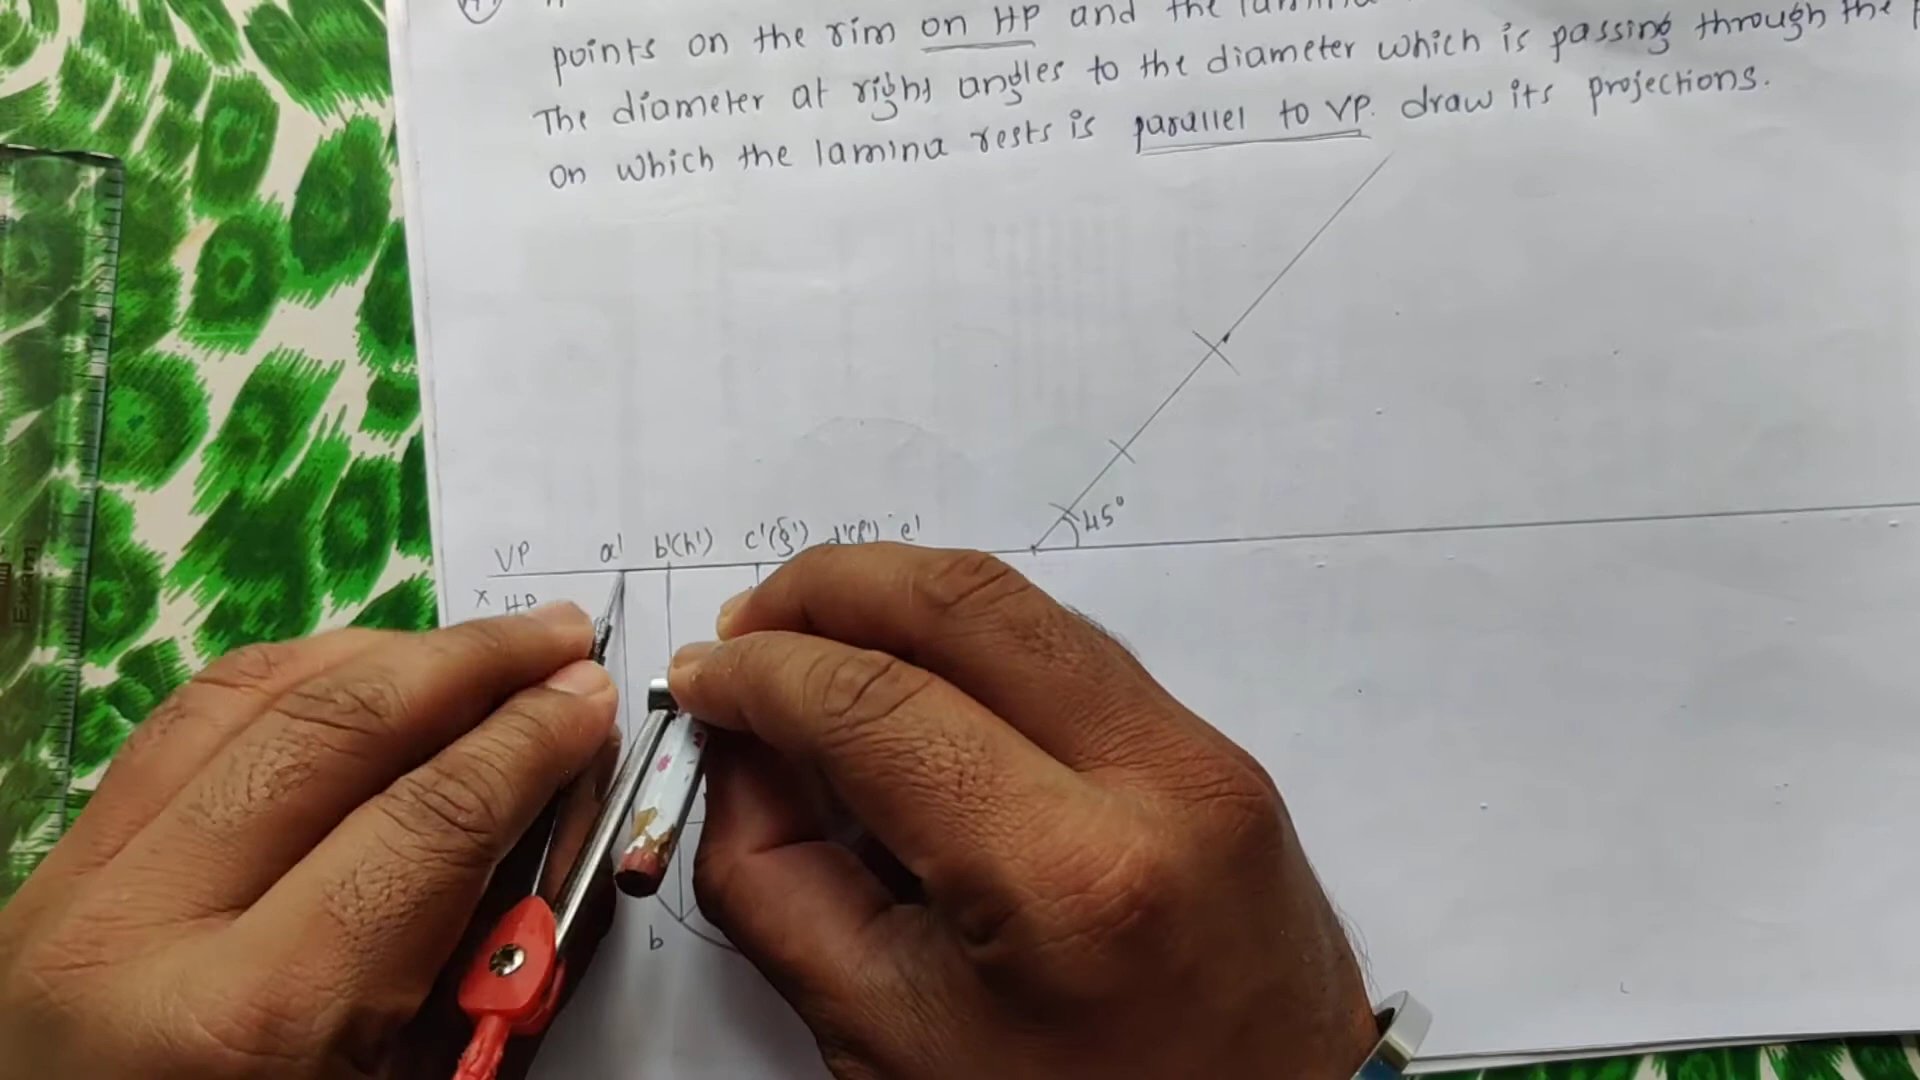 points on the rim on HP and the
The diameter at right angles to the diameter which is passing through the
on which the lamina rests is parallel to VP. draw its projections.
45°
VP a' b'(h') c'(g') d'(f') e'
X HP
b